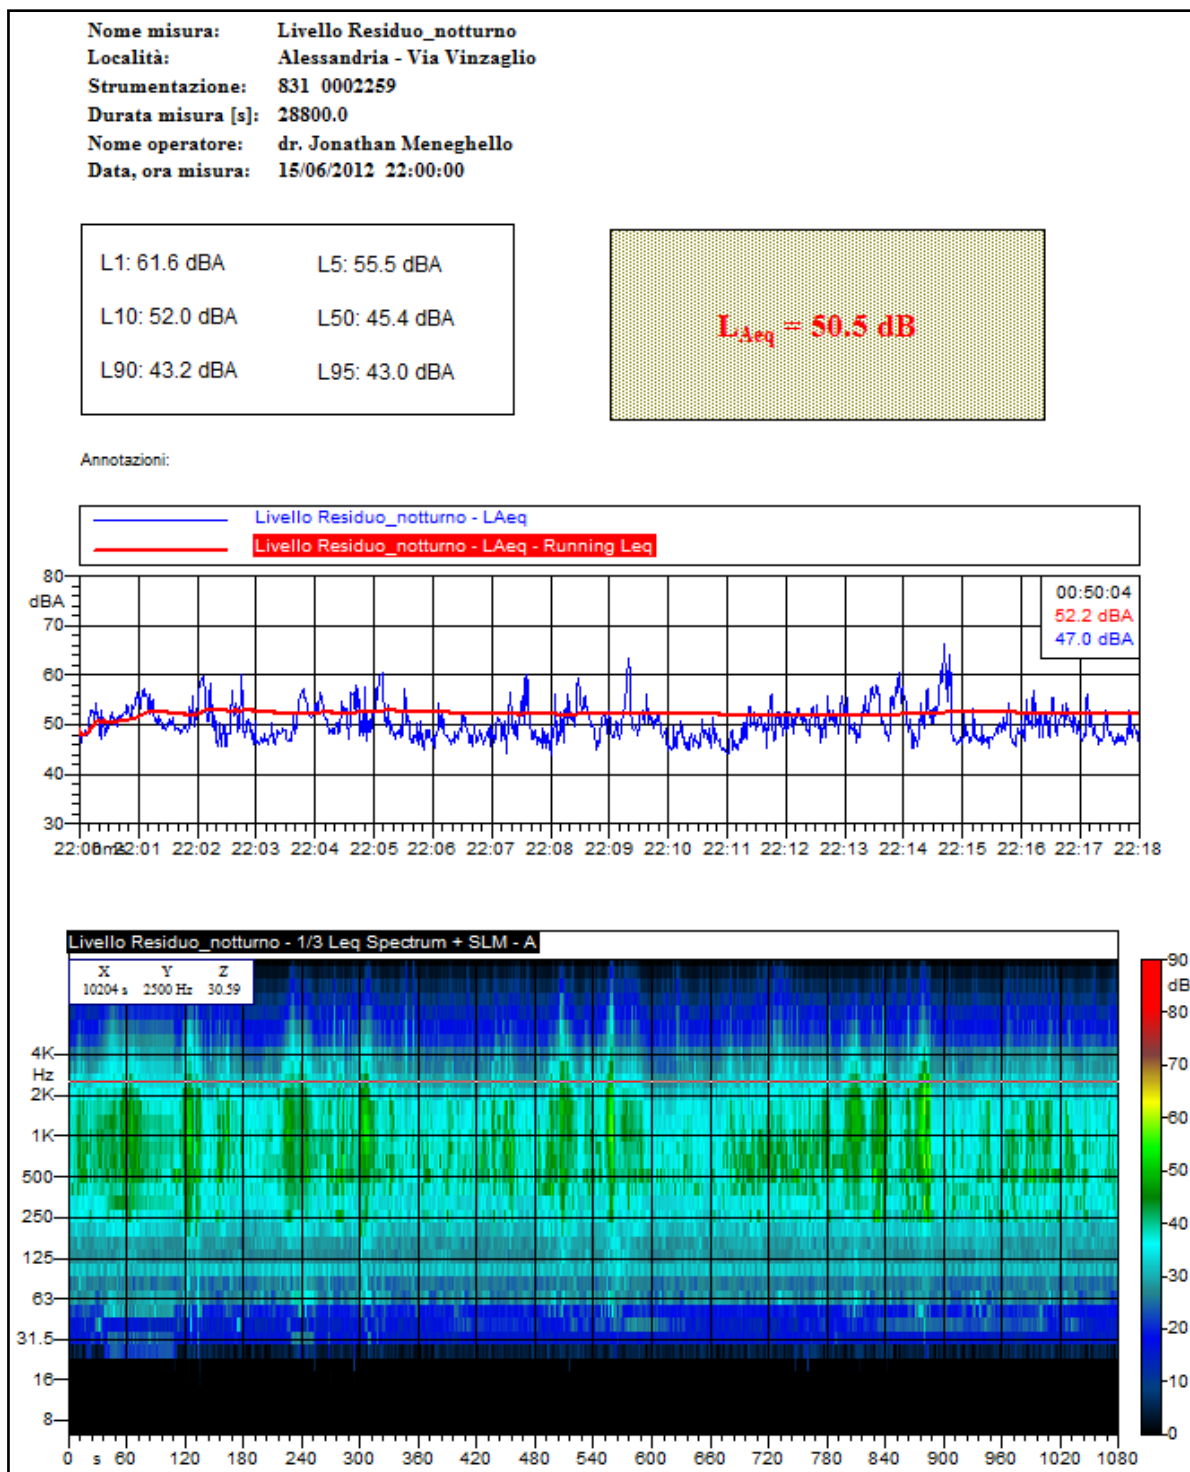 Nome misura: Livello Residuo_notturno
Località: Alessandria - Via Vinzaglio
Strumentazione: 831 0002259
Durata misura [s]: 28800.0
Nome operatore: dr. Jonathan Meneghello
Data, ora misura: 15/06/2012 22:00:00
L1: 61.6 dBA L5: 55.5 dBA
L10: 52.0 dBA L50: 45.4 dBA
L90: 43.2 dBA L95: 43.0 dBA
LAeq = 50.5 dB
Annotazioni:
Livello Residuo_notturno - LAeq
Livello Residuo_notturno - LAeq - Running Leq
80
dBA
70
60
50
40
30
00:50:04
52.2 dBA
47.0 dBA
22:00 hms 22:01 22:02 22:03 22:04 22:05 22:06 22:07 22:08 22:09 22:10 22:11 22:12 22:13 22:14 22:15 22:16 22:17 22:18
Livello Residuo_notturno - 1/3 Leq Spectrum + SLM - A
X Y Z
10204 s 2500 Hz 30.59
4K
Hz
2K
1K
500
250
125
63
31.5
16
8
90
dB
80
70
60
50
40
30
20
10
0
0 s 60 120 180 240 300 360 420 480 540 600 660 720 780 840 900 960 1020 1080